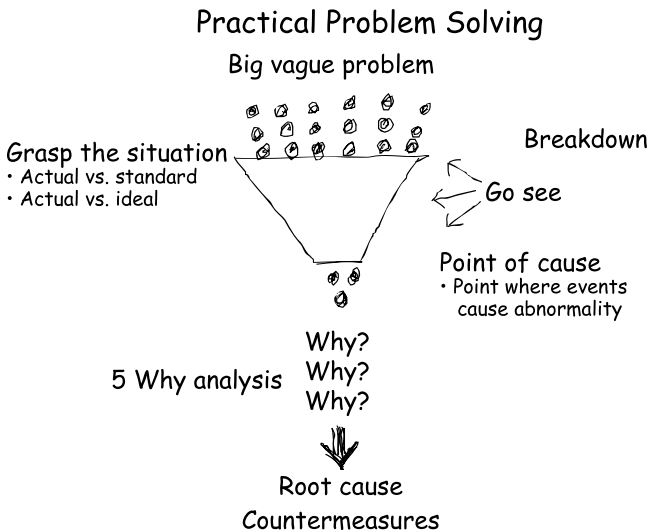 Practical Problem Solving
Big vague problem
Breakdown
Grasp the situation
• Actual vs. standard
• Actual vs. ideal
Go see
Point of cause
• Point where events
cause abnormality
Why?
Why?
Why?
5 Why analysis
Root cause
Countermeasures